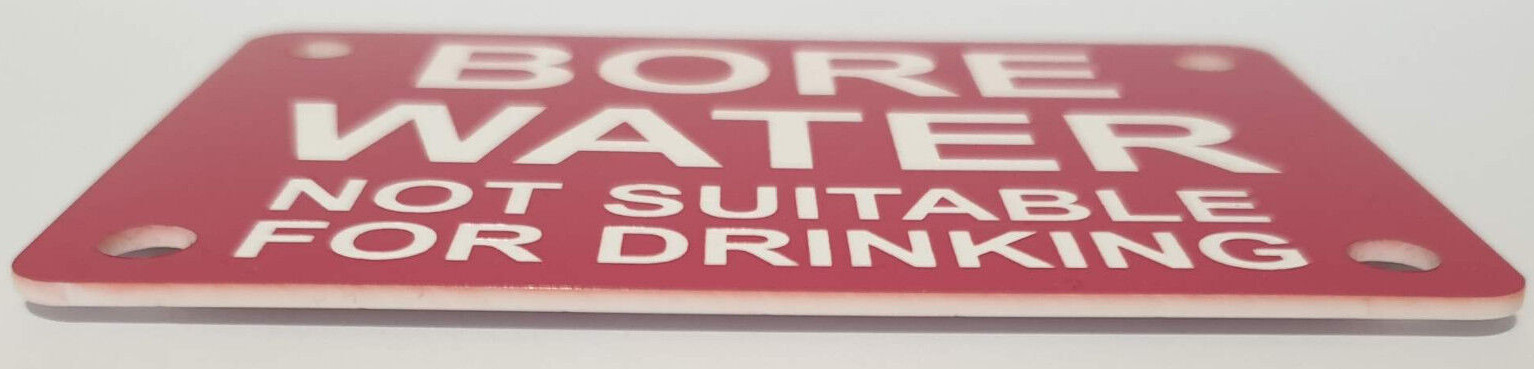 BORE
WATER
NOT SUITABLE
FOR DRINKING